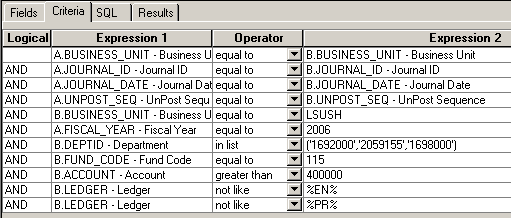 Fields Criteria SQL Results
Logical Expression 1 Operator Expression 2
A.BUSINESS_UNIT - Business U equal to B.BUSINESS_UNIT - Business Unit
AND A.JOURNAL_ID - Journal ID equal to B.JOURNAL_ID - Journal ID
AND A.JOURNAL_DATE - Journal Dat equal to B.JOURNAL_DATE - Journal Date
AND A.UNPOST_SEQ - UnPost Sequ equal to B.UNPOST_SEQ - UnPost Sequence
AND B.BUSINESS_UNIT - Business U equal to LSUSH
AND A.FISCAL_YEAR - Fiscal Year equal to 2006
AND B.DEPTID - Department in list ('1692000','2059155','1698000')
AND B.FUND_CODE - Fund Code equal to 115
AND B.ACCOUNT - Account greater than 400000
AND B.LEDGER - Ledger not like %EN%
AND B.LEDGER - Ledger not like %PR%